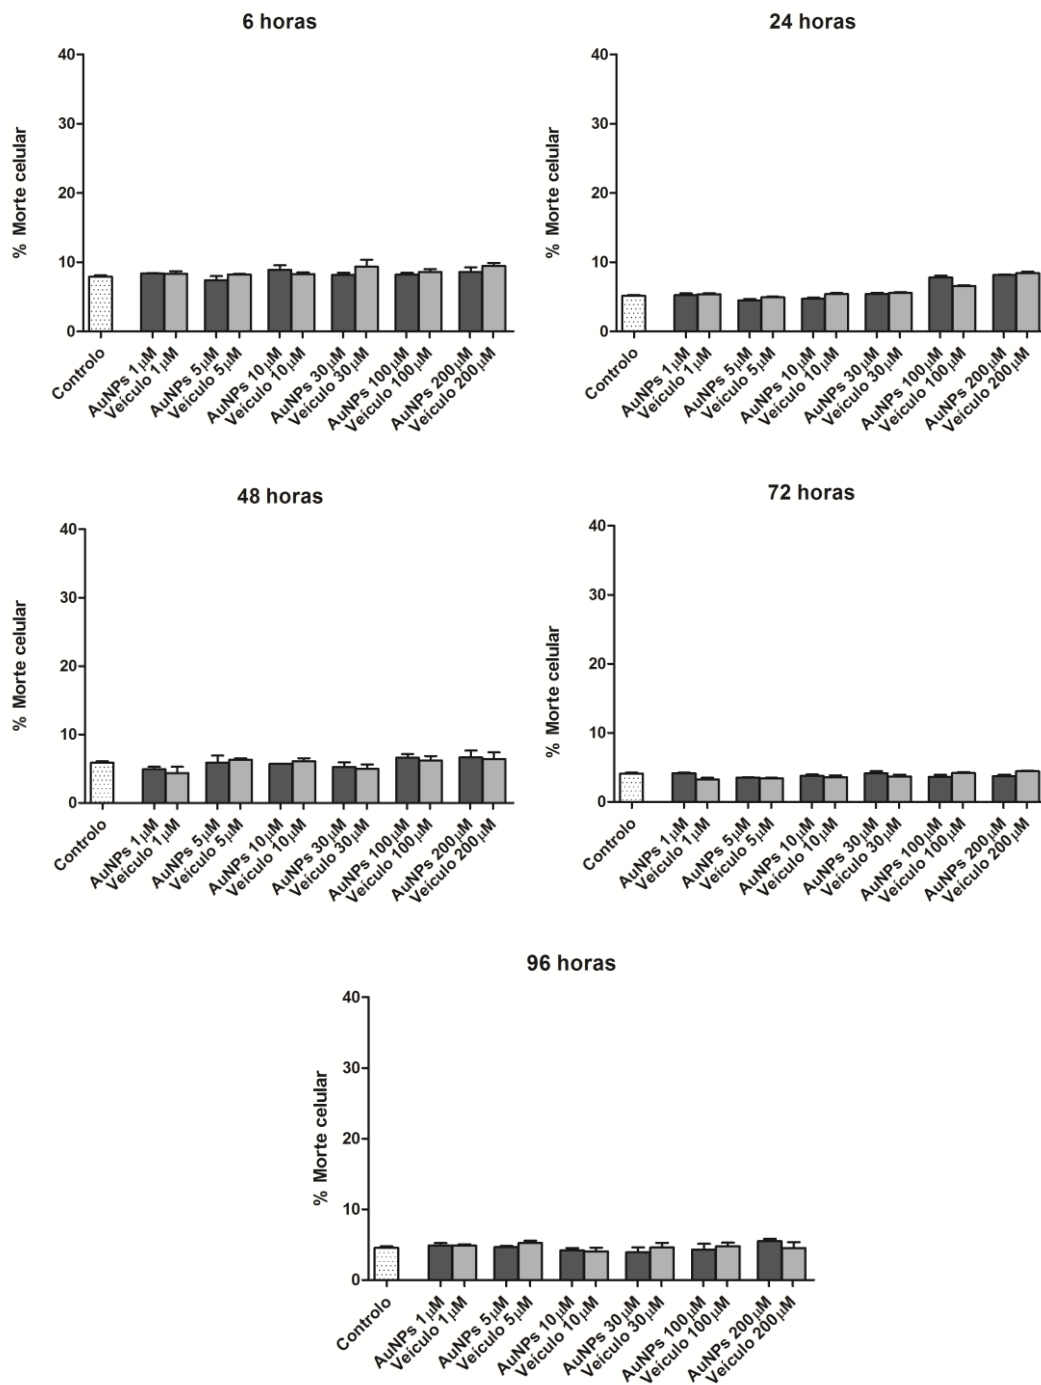 6 horas
% Morte celular
40
30
20
10
0
Controlo
AuNPs 1µM
Veículo 1µM
AuNPs 5µM
Veículo 5µM
AuNPs 10µM
Veículo 10µM
AuNPs 30µM
Veículo 30µM
AuNPs 100µM
Veículo 100µM
AuNPs 200µM
Veículo 200µM
24 horas
% Morte celular
40
30
20
10
0
Controlo
AuNPs 1µM
Veículo 1µM
AuNPs 5µM
Veículo 5µM
AuNPs 10µM
Veículo 10µM
AuNPs 30µM
Veículo 30µM
AuNPs 100µM
Veículo 100µM
AuNPs 200µM
Veículo 200µM
48 horas
% Morte celular
40
30
20
10
0
Controlo
AuNPs 1µM
Veículo 1µM
AuNPs 5µM
Veículo 5µM
AuNPs 10µM
Veículo 10µM
AuNPs 30µM
Veículo 30µM
AuNPs 100µM
Veículo 100µM
AuNPs 200µM
Veículo 200µM
72 horas
% Morte celular
40
30
20
10
0
Controlo
AuNPs 1µM
Veículo 1µM
AuNPs 5µM
Veículo 5µM
AuNPs 10µM
Veículo 10µM
AuNPs 30µM
Veículo 30µM
AuNPs 100µM
Veículo 100µM
AuNPs 200µM
Veículo 200µM
96 horas
% Morte celular
40
30
20
10
0
Controlo
AuNPs 1µM
Veículo 1µM
AuNPs 5µM
Veículo 5µM
AuNPs 10µM
Veículo 10µM
AuNPs 30µM
Veículo 30µM
AuNPs 100µM
Veículo 100µM
AuNPs 200µM
Veículo 200µM